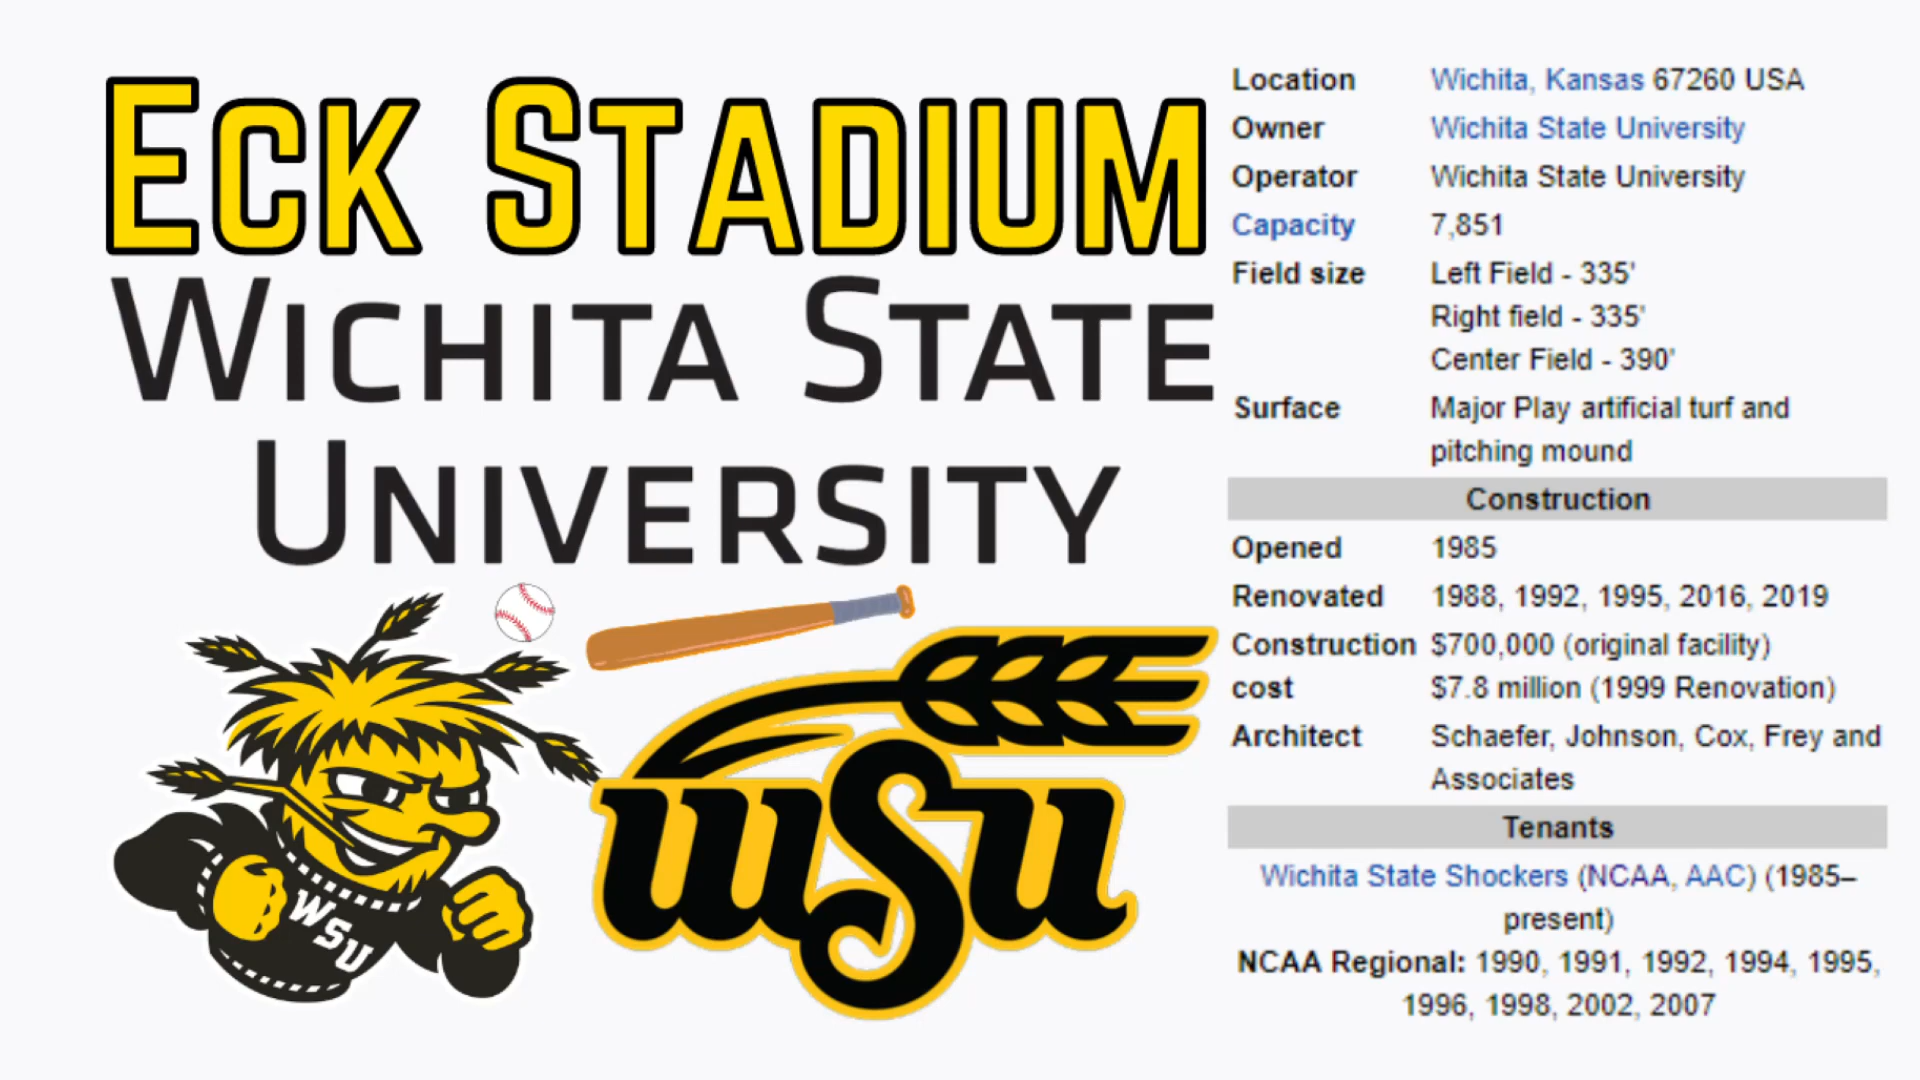 Eck Stadium
Wichita State
University
WSU
wsu
Location Wichita, Kansas 67260 USA
Owner Wichita State University
Operator Wichita State University
Capacity 7,851
Field size Left Field - 335'
Right field - 335'
Center Field - 390'
Surface Major Play artificial turf and
pitching mound
Construction
Opened 1985
Renovated 1988, 1992, 1995, 2016, 2019
Construction $700,000 (original facility)
cost $7.8 million (1999 Renovation)
Architect Schaefer, Johnson, Cox, Frey and
Associates
Tenants
Wichita State Shockers (NCAA, AAC) (1985–
present)
NCAA Regional: 1990, 1991, 1992, 1994, 1995,
1996, 1998, 2002, 2007